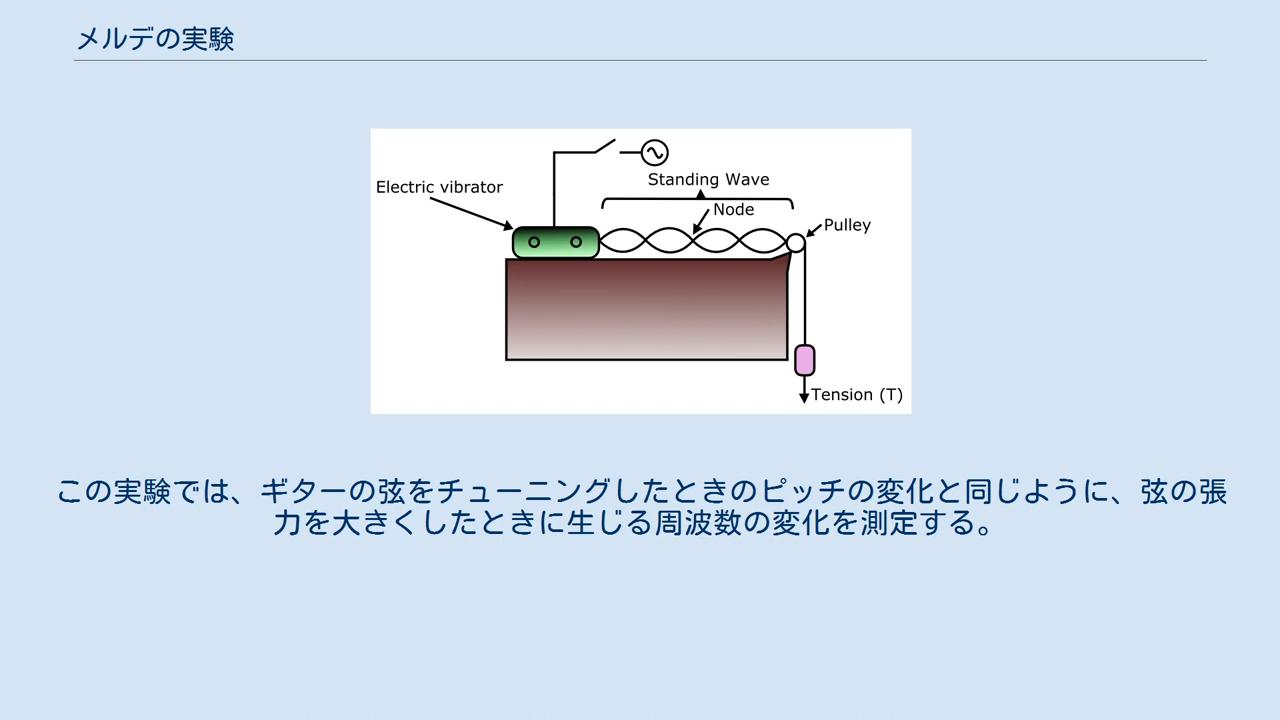 メルデの実験
Electric vibrator
Standing Wave
Node
Pulley
Tension (T)
この実験では、ギターの弦をチューニングしたときのピッチの変化と同じように、弦の張
力を大きくしたときに生じる周波数の変化を測定する。